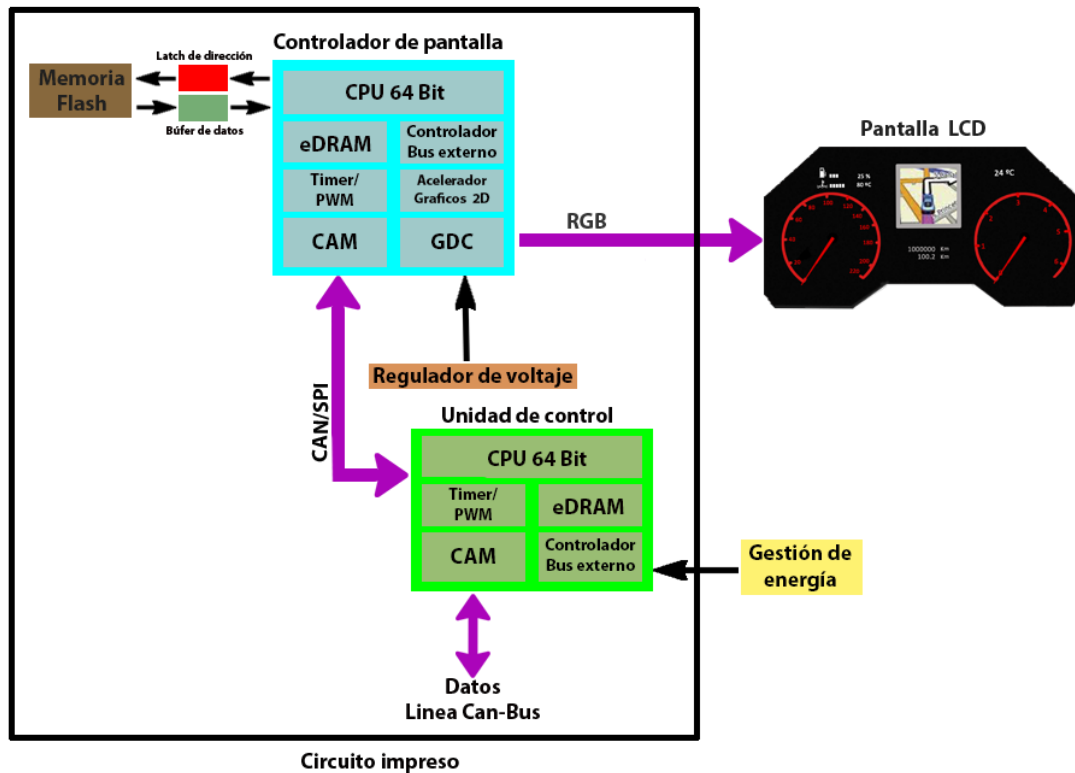 Controlador de pantalla
Latch de dirección
Memoria
Flash
Búfer de datos
CPU 64 Bit
eDRAM
Controlador
Bus externo
Timer/
PWM
Acelerador
Graficos 2D
CAM
GDC
RGB
Pantalla LCD
25 %
80 ºC
24 ºC
1000000 Km
100.2 Km
CAN/SPI
Regulador de voltaje
Unidad de control
CPU 64 Bit
Timer/
PWM
eDRAM
CAM
Controlador
Bus externo
Gestión de
energía
Datos
Linea Can-Bus
Circuito impreso